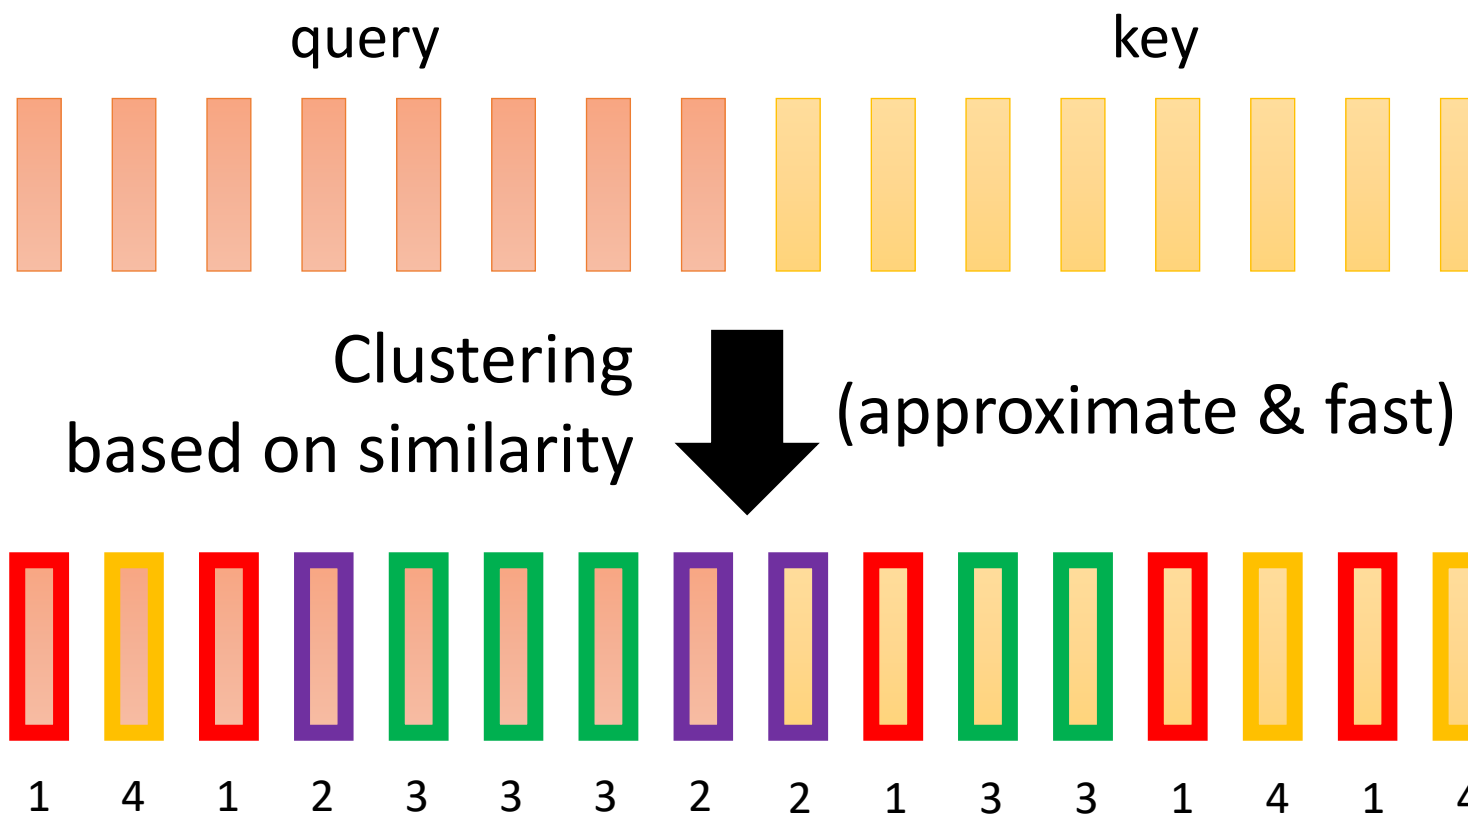 query
key
Clustering
based on similarity
(approximate & fast)
1 4 1 2 3 3 3 2 2 1 3 3 1 4 1 4